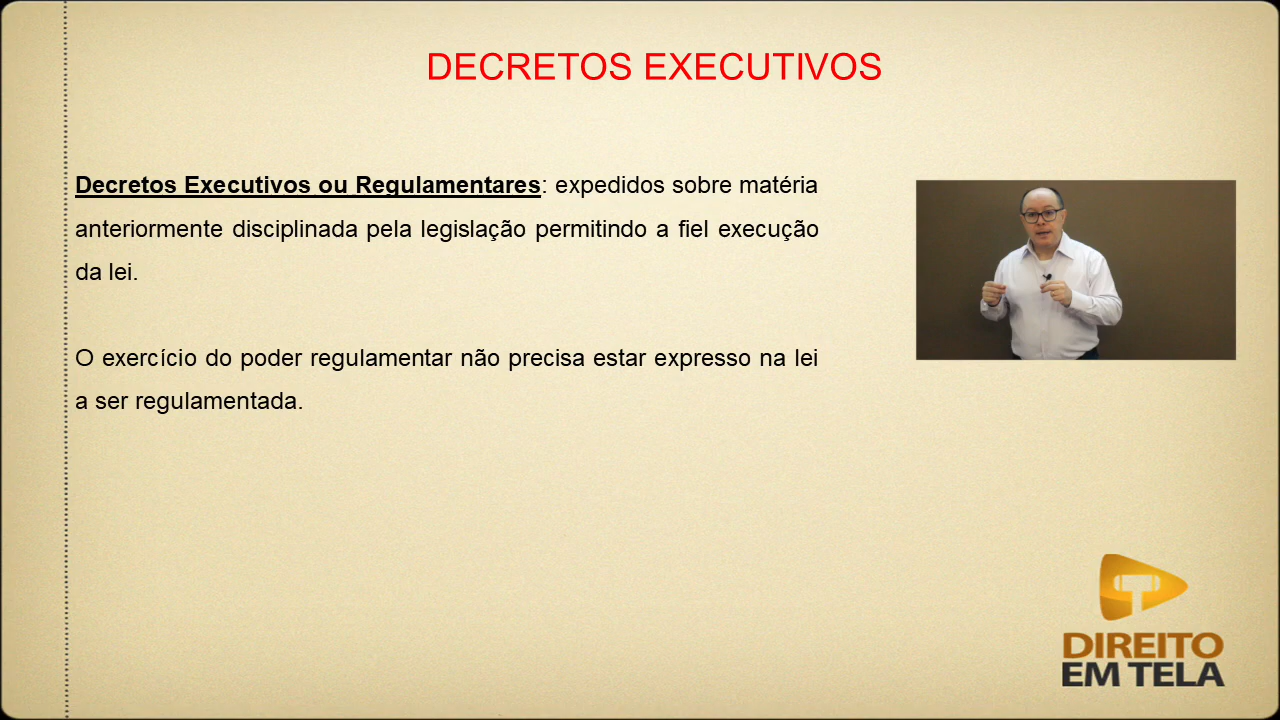 DECRETOS EXECUTIVOS
Decretos Executivos ou Regulamentares: expedidos sobre matéria
anteriormente disciplinada pela legislação permitindo a fiel execução
da lei.
O exercício do poder regulamentar não precisa estar expresso na lei
a ser regulamentada.
DIREITO
EM TELA